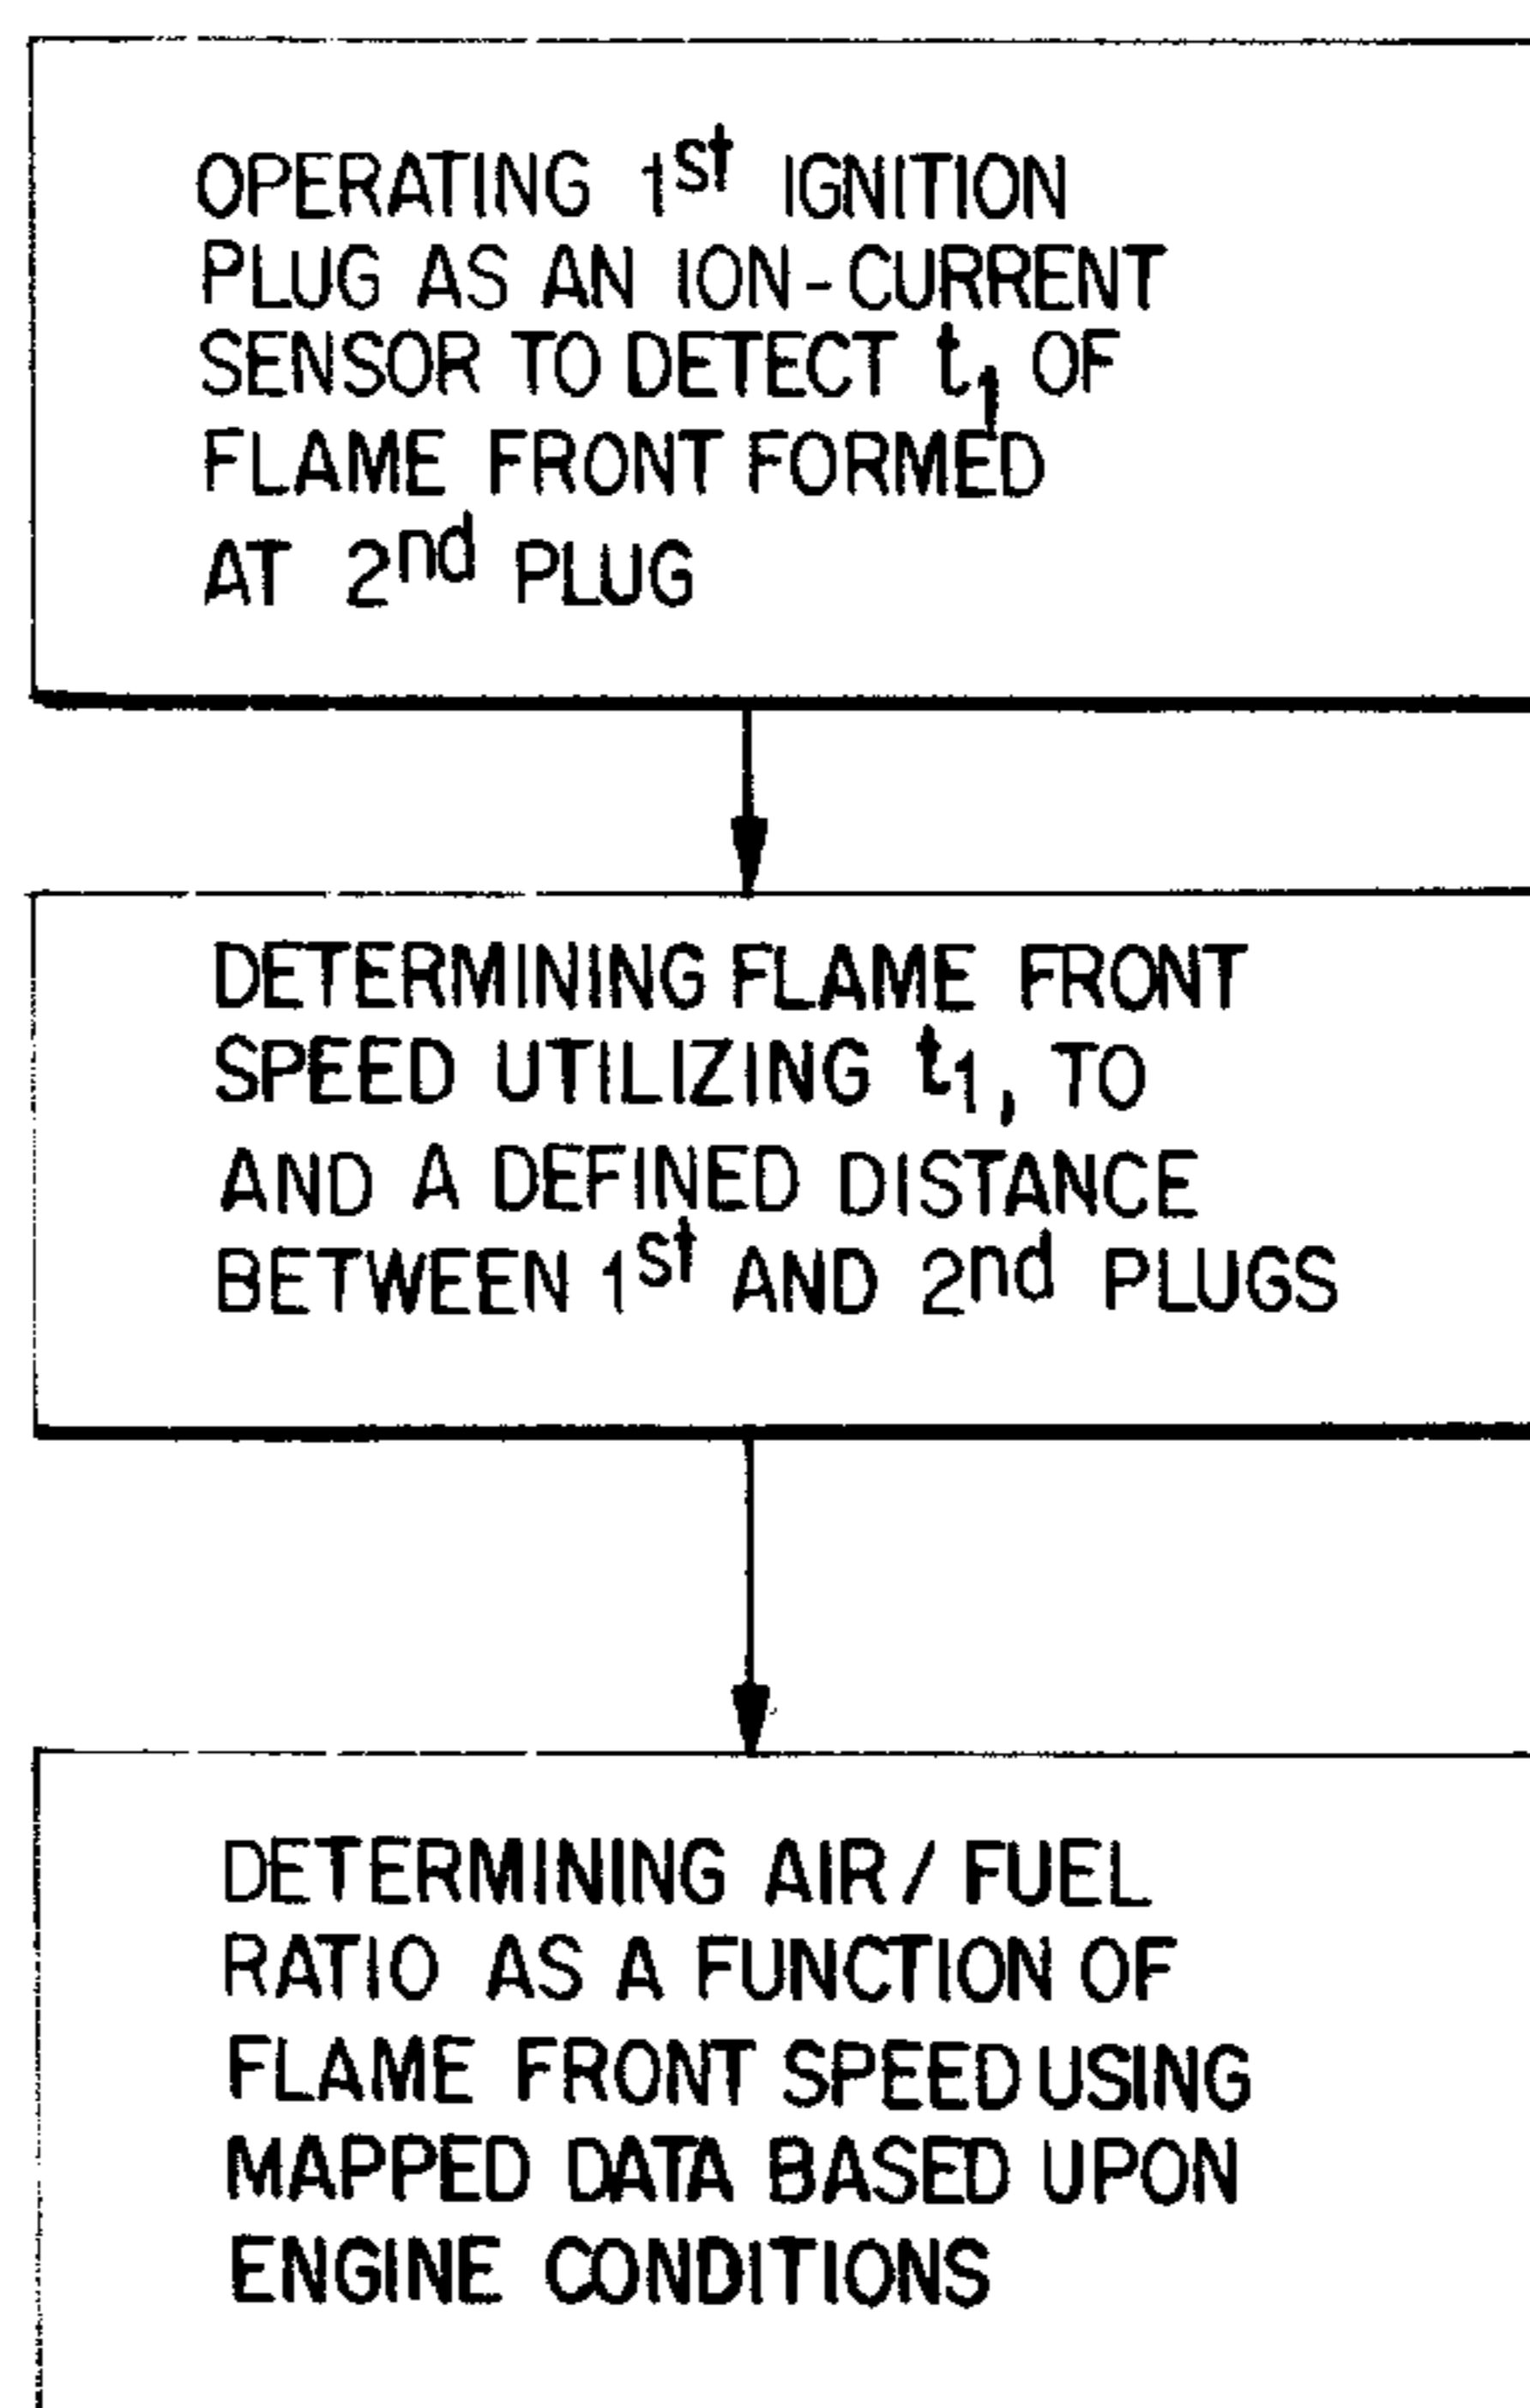 OPERATING 1st IGNITION
PLUG AS AN ION-CURRENT
SENSOR TO DETECT t1 OF
FLAME FRONT FORMED
AT 2nd PLUG
DETERMINING FLAME FRONT
SPEED UTILIZING t1, TO
AND A DEFINED DISTANCE
BETWEEN 1st AND 2nd PLUGS
DETERMINING AIR/FUEL
RATIO AS A FUNCTION OF
FLAME FRONT SPEED USING
MAPPED DATA BASED UPON
ENGINE CONDITIONS